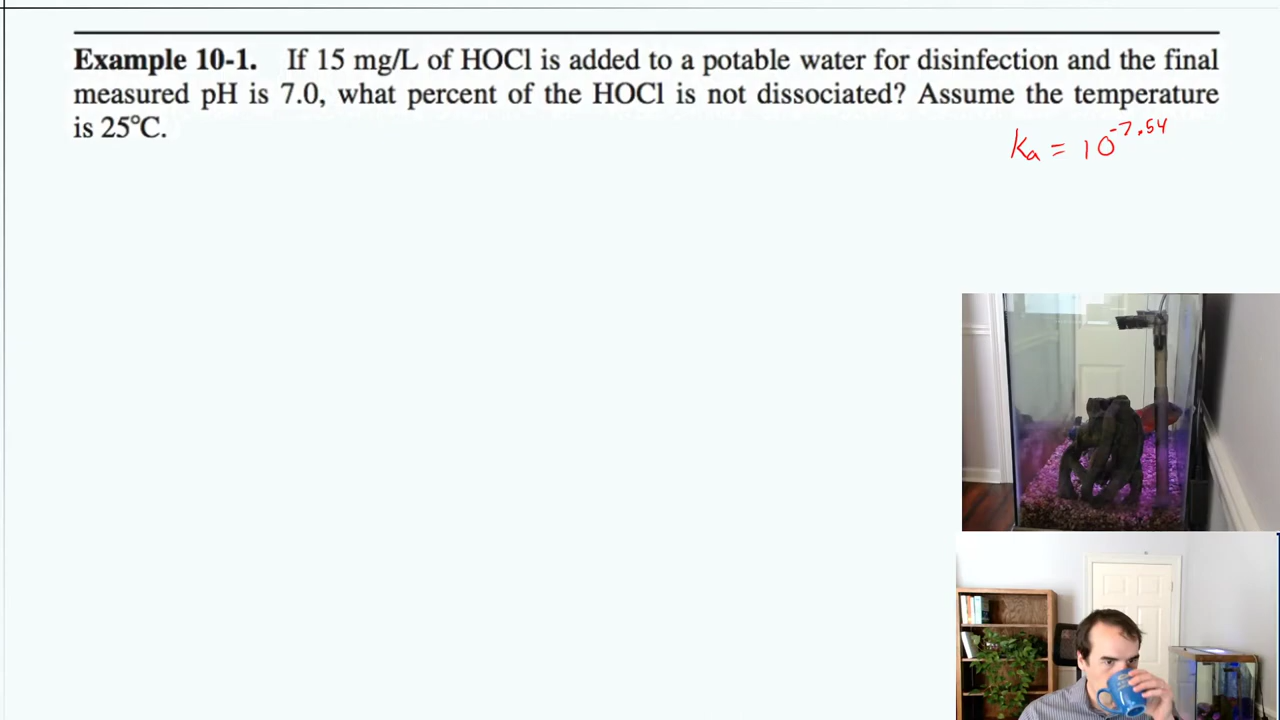 Example 10-1. If 15 mg/L of HOCl is added to a potable water for disinfection and the final
measured pH is 7.0, what percent of the HOCl is not dissociated? Assume the temperature
is 25°C.
Ka = 10^-7.54